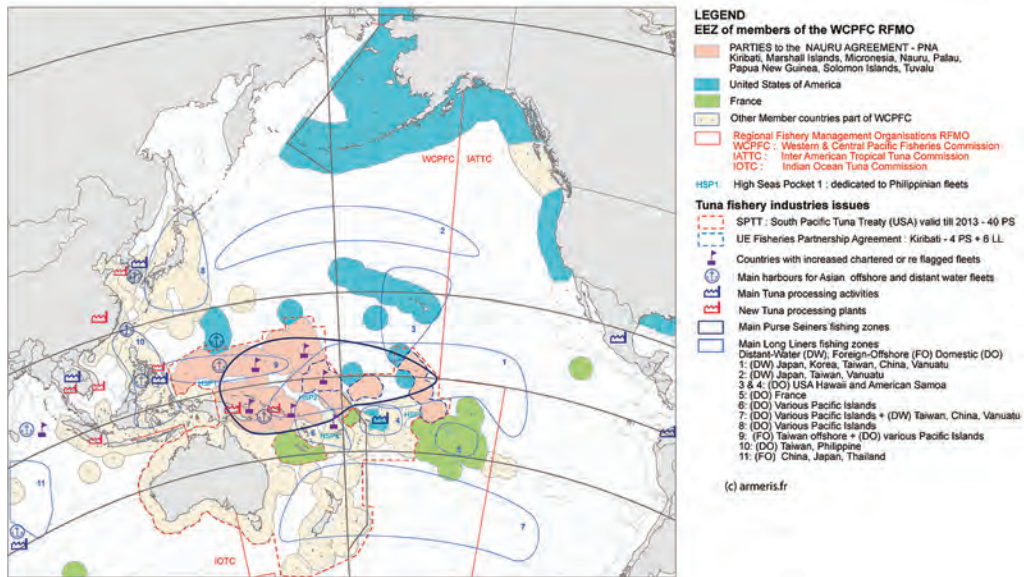 LEGEND
EEZ of members of the WCPFC RFMO
PARTIES to the NAURU AGREEMENT - PNA
Kiribati, Marshall Islands, Micronesia, Nauru, Palau,
Papua New Guinea, Solomon Islands, Tuvalu
United States of America
France
Other Member countries part of WCPFC
Regional Fishery Management Organisations RFMO
WCPFC : Western & Central Pacific Fisheries Commission
IATTC : Inter American Tropical Tuna Commission
IOTC : Indian Ocean Tuna Commission
HSP1: High Seas Pocket 1 : dedicated to Philippinian fleets
Tuna fishery industries issues
SPTT : South Pacific Tuna Treaty (USA) valid till 2013 - 40 PS
UE Fisheries Partnership Agreement : Kiribati - 4 PS + 6 LL
Countries with increased chartered or re flagged fleets
Main harbours for Asian offshore and distant water fleets
Main Tuna processing activities
New Tuna processing plants
Main Purse Seiners fishing zones
Main Long Liners fishing zones
Distant-Water (DW); Foreign-Offshore (FO) Domestic (DO)
1: (DW) Japan, Korea, Taiwan, China, Vanuatu
2: (DW) Japan, Taiwan, Vanuatu
3 & 4: (DO) USA Hawaii and American Samoa
5: (DO) France
6: (DO) Various Pacific Islands
7: (DO) Various Pacific Islands + (DW) Taiwan, China, Vanuatu
8: (DO) Various Pacific Islands
9: (FO) Taiwan offshore + (DO) various Pacific Islands
10: (DO) Taiwan, Philippine
11: (FO) China, Japan, Thailand
(c) armeris.fr
WCPFC IATTC
2
8
3
10
1
9
HSP2
4
5
11
7
IOTC